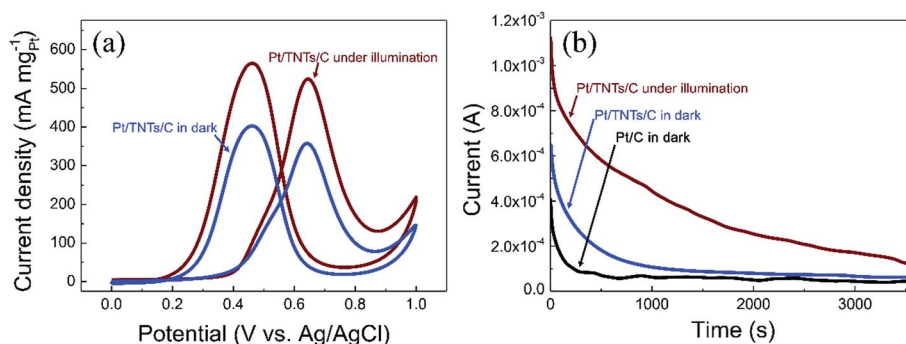 (a)
Current density (mA mg⁻¹Pt)
600
500
400
300
200
100
0
Pt/TNTs/C under illumination
Pt/TNTs/C in dark
0.0 0.2 0.4 0.6 0.8 1.0
Potential (V vs. Ag/AgCl)
(b)
Current (A)
1.2x10⁻³
1.0x10⁻³
8.0x10⁻⁴
6.0x10⁻⁴
4.0x10⁻⁴
2.0x10⁻⁴
0.0
Pt/TNTs/C under illumination
Pt/TNTs/C in dark
Pt/C in dark
0 1000 2000 3000
Time (s)